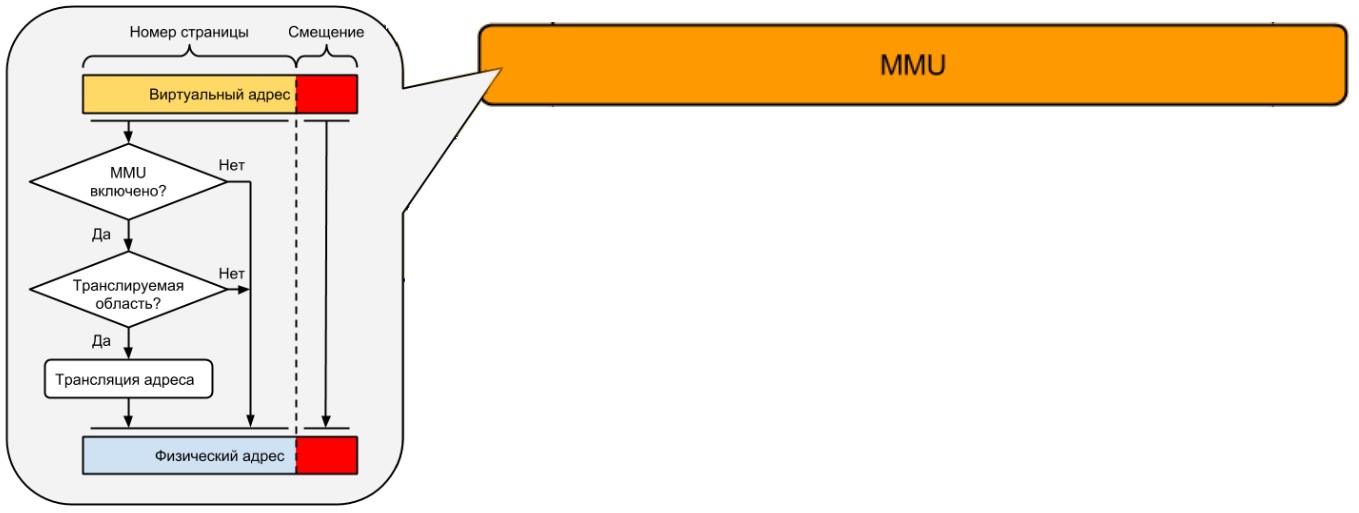 Номер страницы
Смещение
MMU
Виртуальный адрес
MMU
включено?
Нет
Да
Транслируемая
область?
Нет
Да
Трансляция адреса
Физический адрес